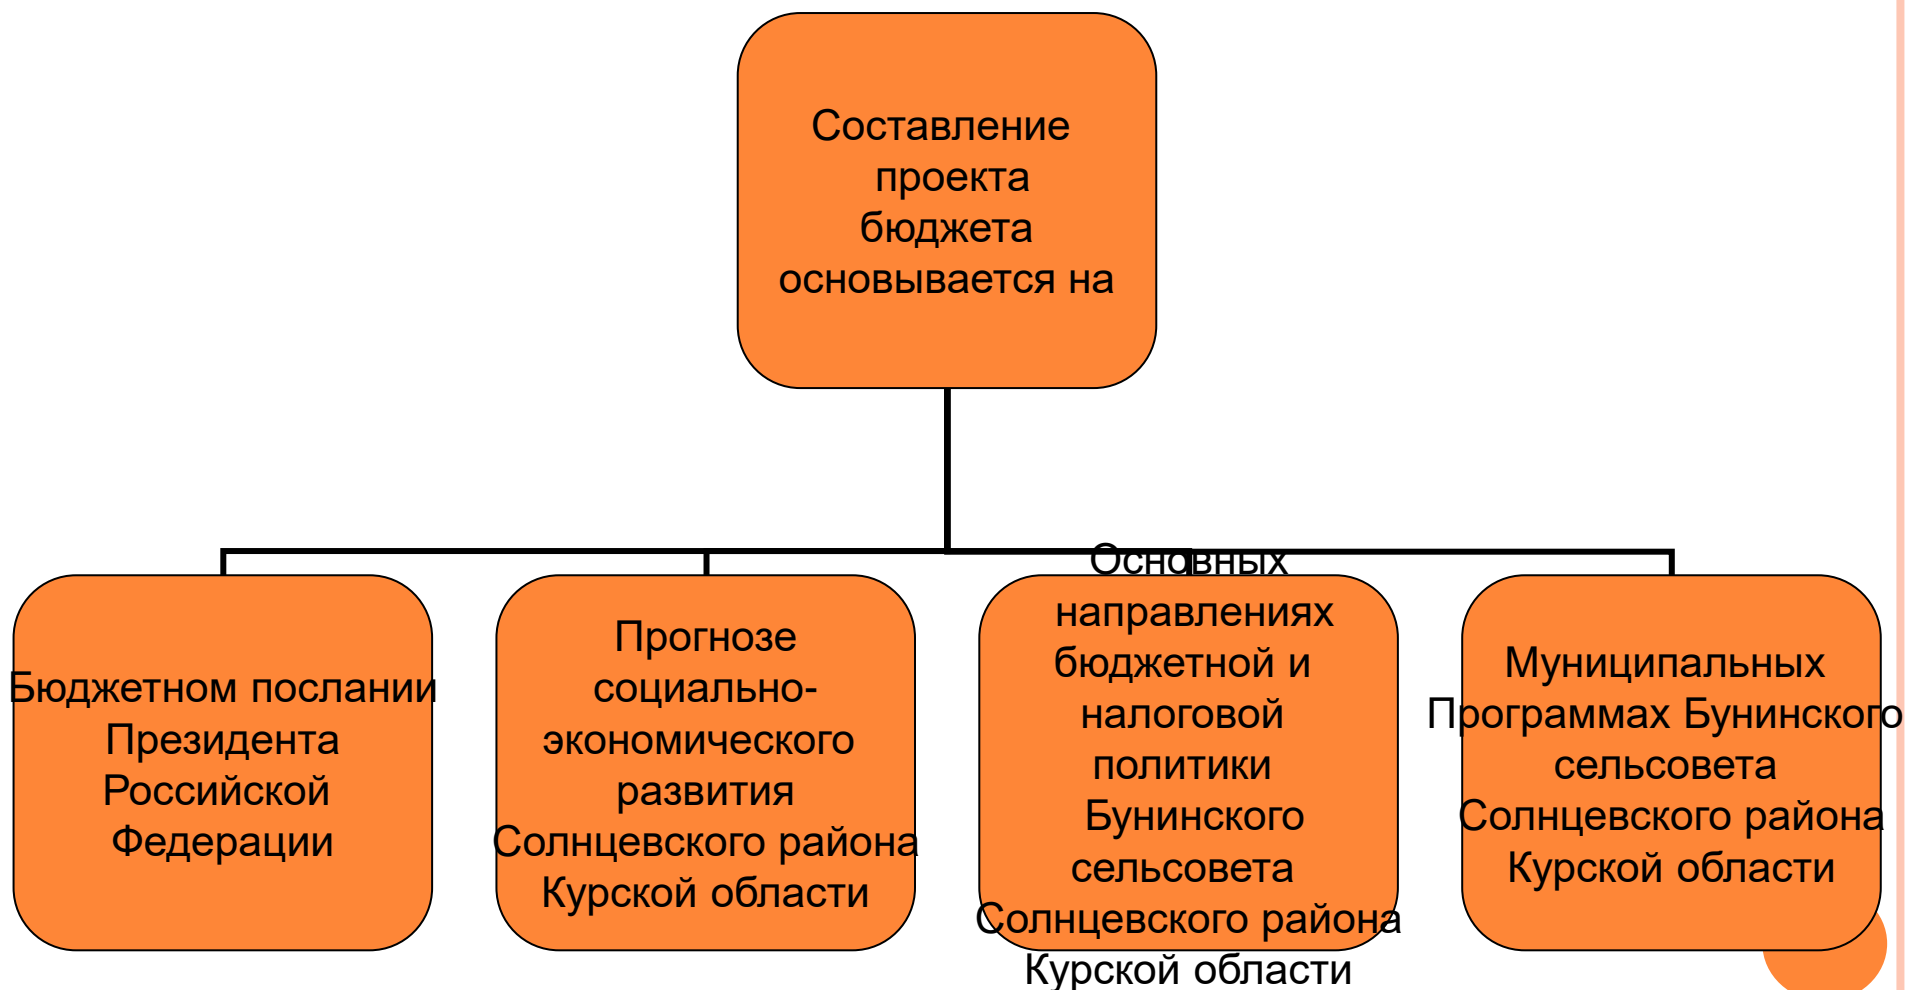 Составление
проекта
бюджета
основывается на
Бюджетном послании
Президента
Российской
Федерации
Прогнозе
социально-
экономического
развития
Солнцевского района
Курской области
Основных
направлениях
бюджетной и
налоговой
политики
Бунинского
сельсовета
Солнцевского района
Курской области
Муниципальных
Программах Бунинского
сельсовета
Солнцевского района
Курской области